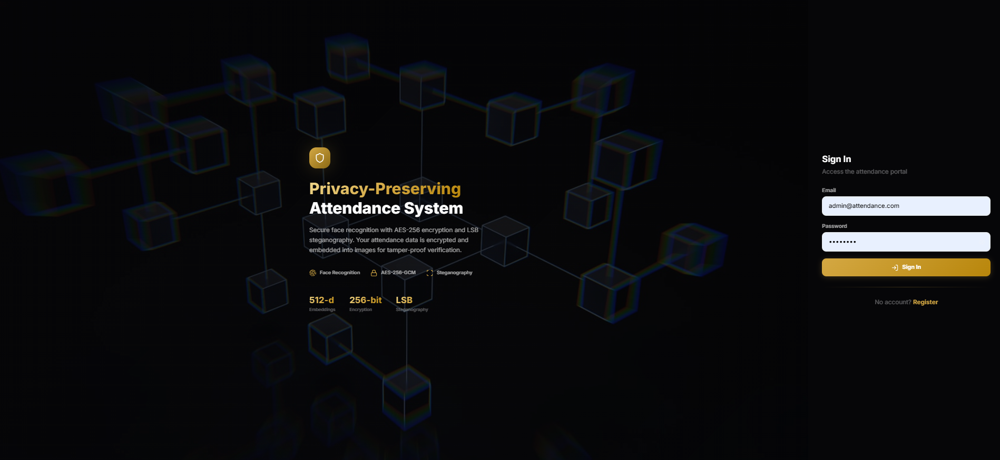 Privacy-Preserving
Attendance System
Secure face recognition with AES-256 encryption and LSB
steganography. Your attendance data is encrypted and
embedded into images for tamper-proof verification.
Face Recognition AES-256-GCM Steganography
512-d 256-bit LSB
Embeddings Encryption Steganography
Sign In
Access the attendance portal
Email
admin@attendance.com
Password
••••••••
Sign In
No account? Register